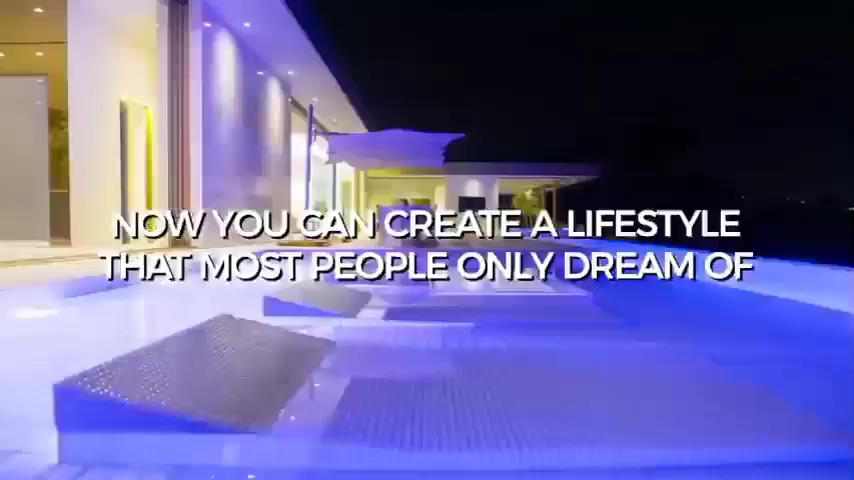 NOW YOU CAN CREATE A LIFESTYLE
THAT MOST PEOPLE ONLY DREAM OF